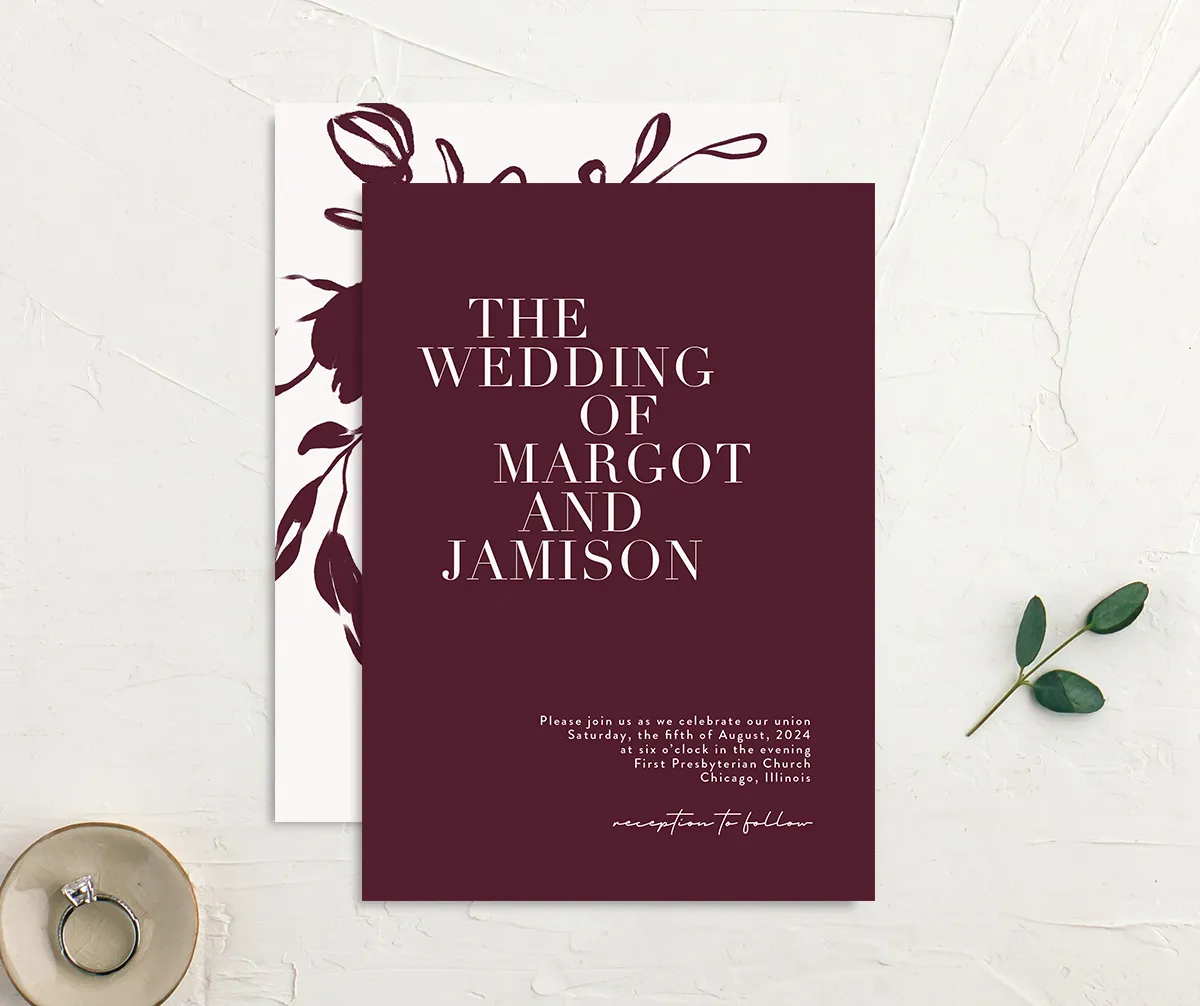 THE
WEDDING
OF
MARGOT
AND
JAMISON
Please join us as we celebrate our union
Saturday, the fifth of August, 2024
at six o'clock in the evening
First Presbyterian Church
Chicago, Illinois
reception to follow